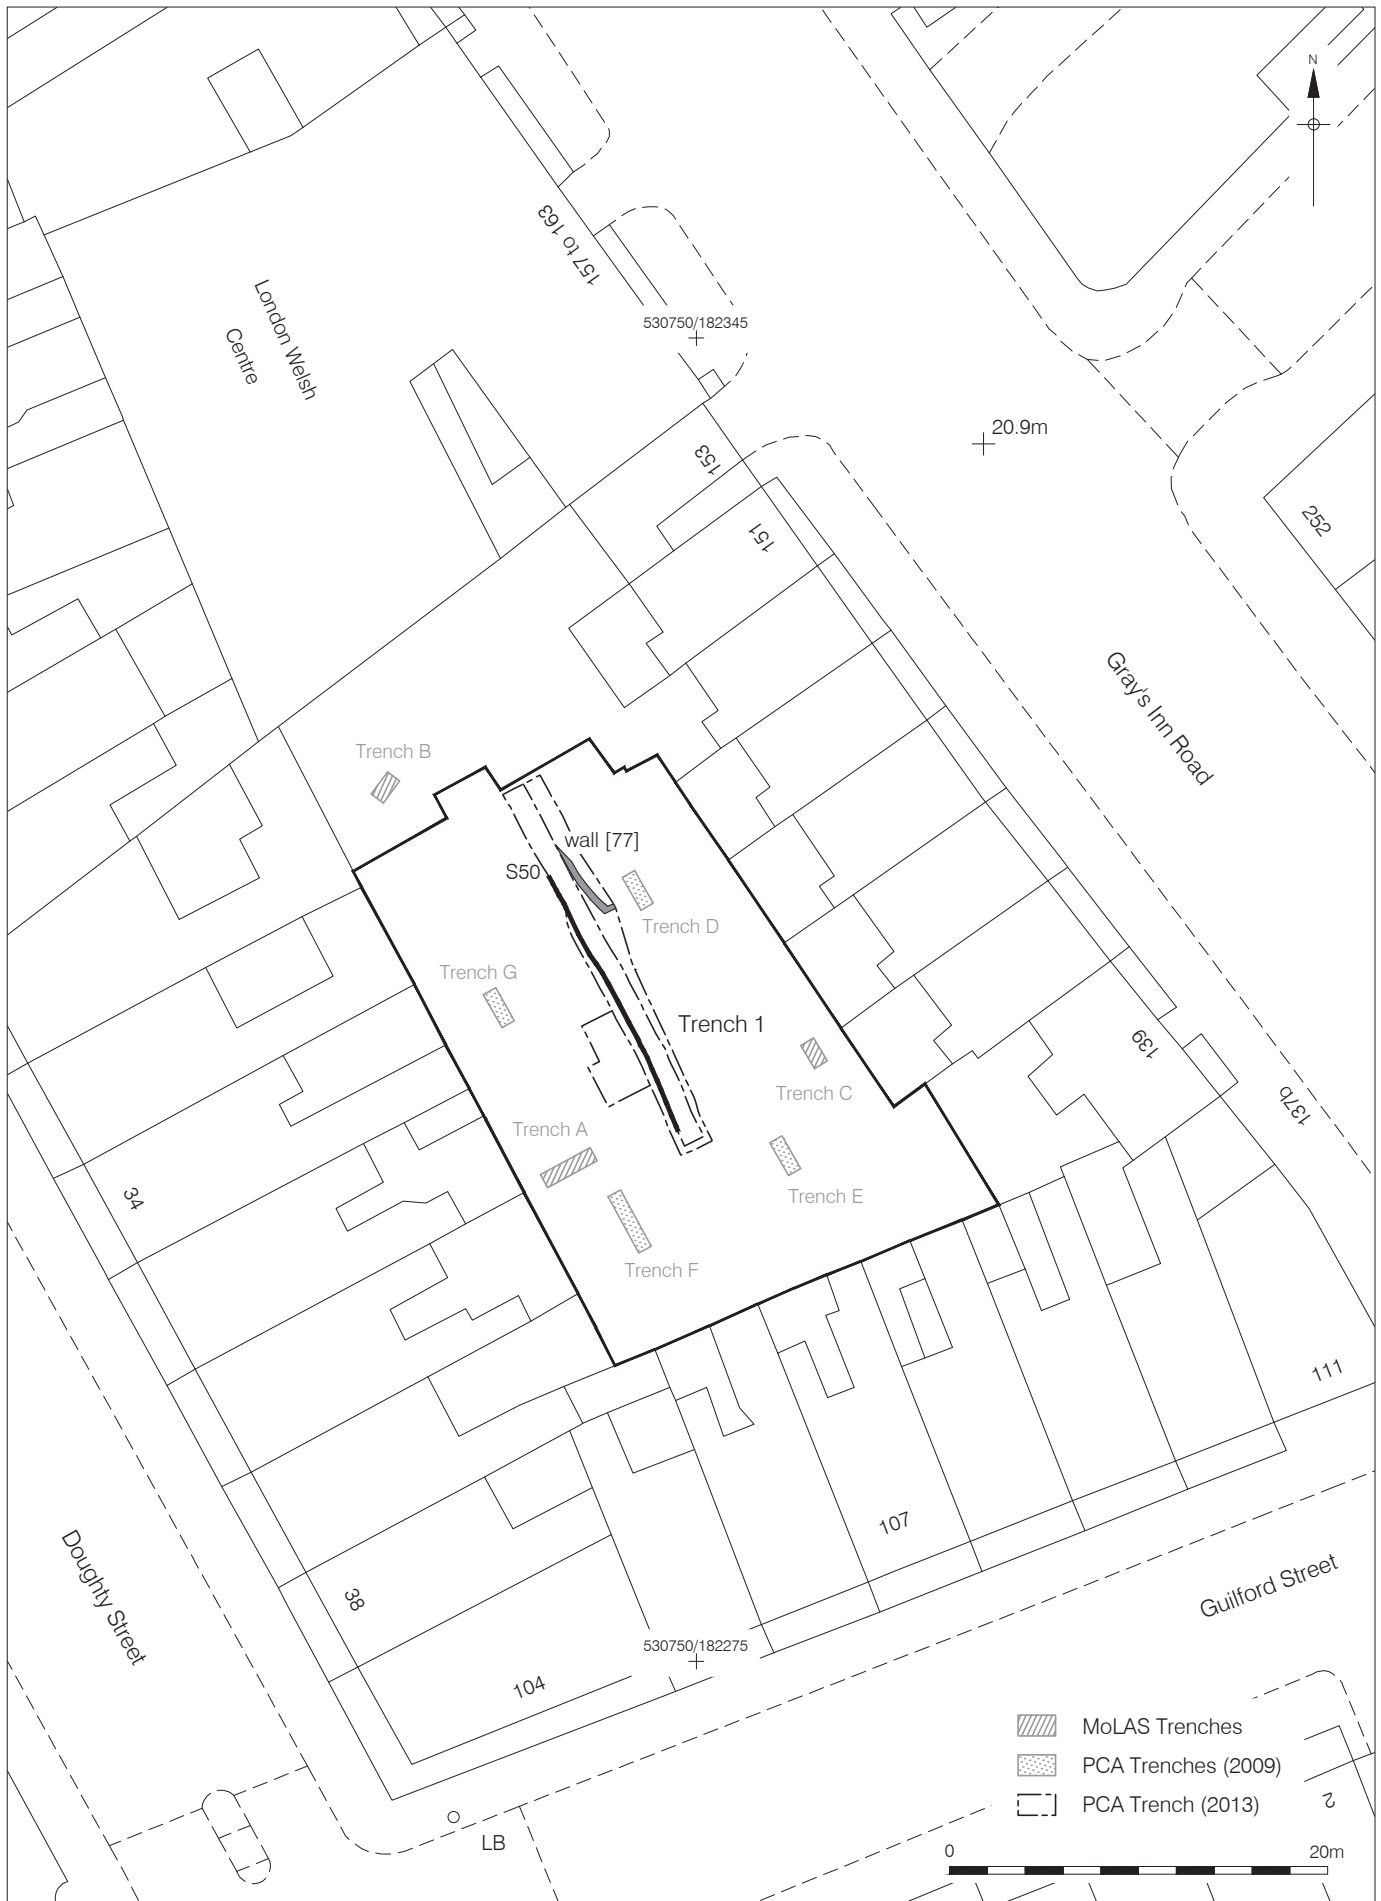 N
157 to 163
London Welsh
Centre
530750/182345
20.9m
153
151
252
Gray's Inn Road
Trench B
wall [77]
S50
Trench D
Trench G
Trench 1
139
Trench C
137b
Trench A
Trench E
34
Trench F
111
107
Doughty Street
Guilford Street
38
530750/182275
104
MoLAS Trenches
PCA Trenches (2009)
PCA Trench (2013)
2
LB
0 20m